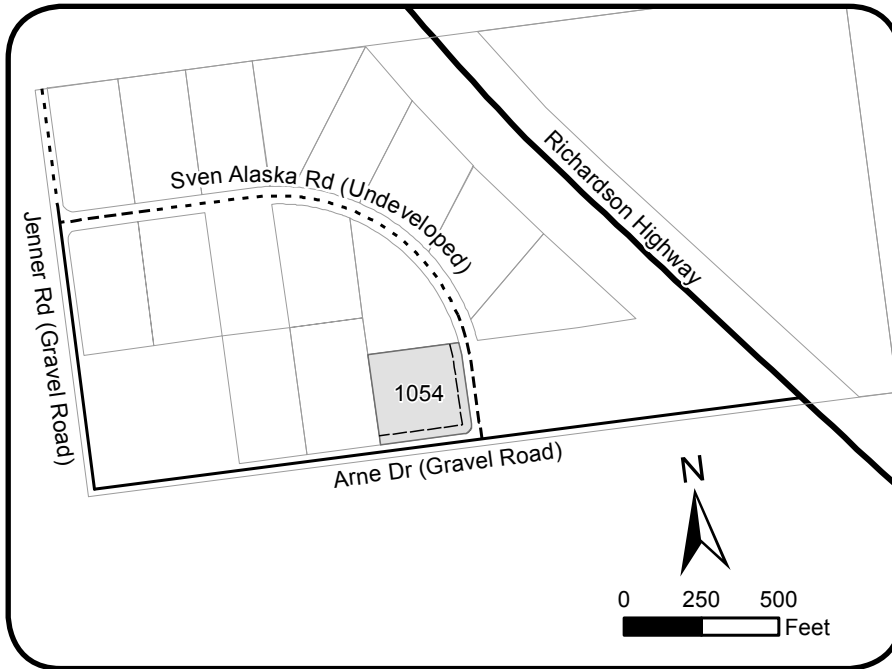 Richardson Highway
Sven Alaska Rd (Undeveloped)
Jenner Rd (Gravel Road)
1054
Arne Dr (Gravel Road)
N
0 250 500
Feet